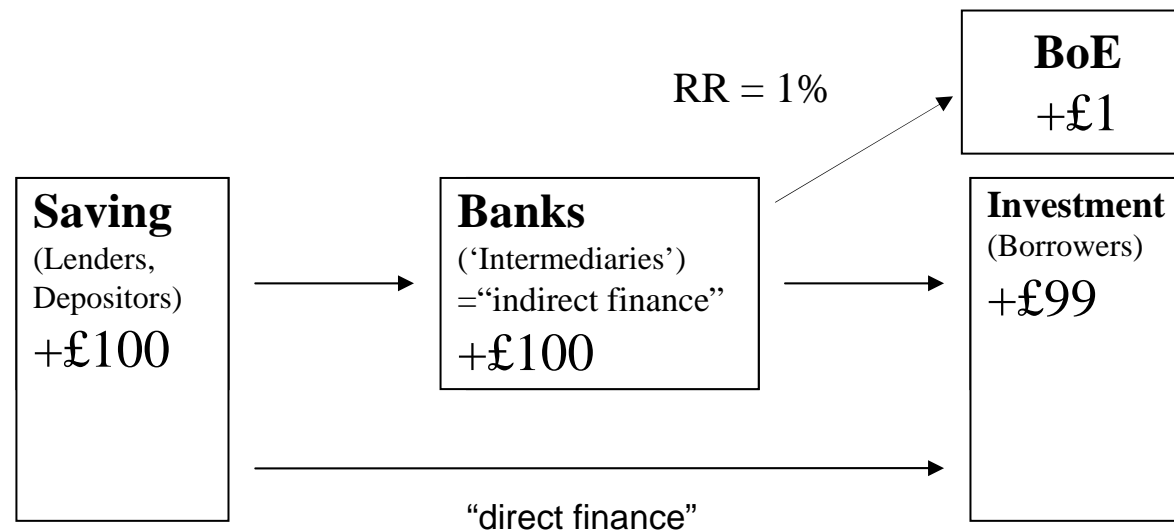 BoE
+£1
RR = 1%
Saving
(Lenders,
Depositors)
+£100
Banks
(‘Intermediaries’)
=“indirect finance”
+£100
Investment
(Borrowers)
+£99
“direct finance”